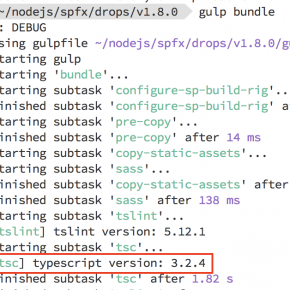 ~/nodejs/spfx/drops/v1.8.0 gulp bundle
: DEBUG
sing gulpfile ~/nodejs/spfx/drops/v1.8.0/gu
tarting gulp
tarting 'bundle'...
tarting subtask 'configure-sp-build-rig'...
inished subtask 'configure-sp-build-rig' af
tarting subtask 'pre-copy'...
inished subtask 'pre-copy' after 14 ms
tarting subtask 'copy-static-assets'...
tarting subtask 'sass'...
inished subtask 'copy-static-assets' after
inished subtask 'sass' after 138 ms
tarting subtask 'tslint'...
tslint] tslint version: 5.12.1
tarting subtask 'tsc'...
tsc] typescript version: 3.2.4
inished subtask 'tsc' after 1.82 s